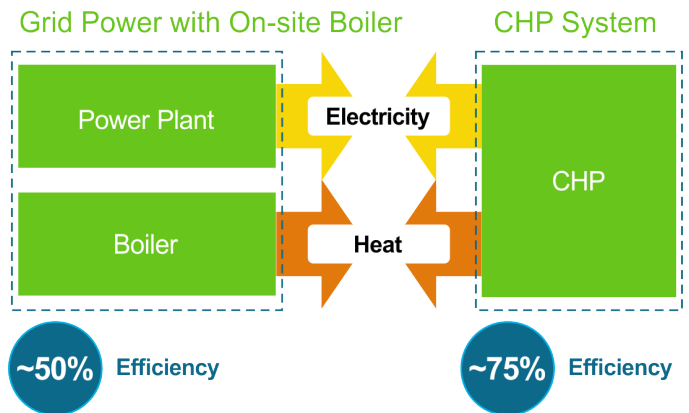 Grid Power with On-site Boiler
CHP System
Power Plant
Electricity
CHP
Boiler
Heat
~50% Efficiency
~75% Efficiency